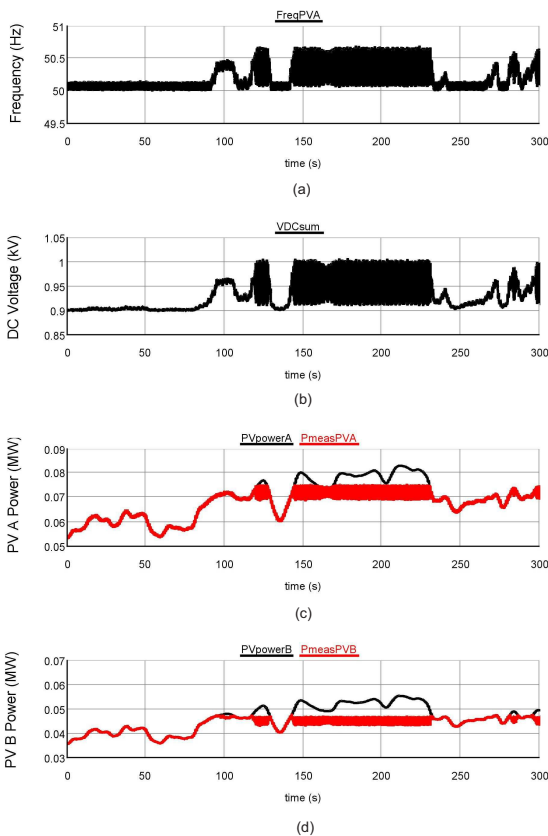 FreqPVA
Frequency (Hz)
51
50.5
50
49.5
0 50 100 150 200 250 300
time (s)
(a)
VDCsum
DC Voltage (kV)
1.05
1
0.95
0.9
0.85
0 50 100 150 200 250 300
time (s)
(b)
PVpowerA PmeasPVA
PV A Power (MW)
0.09
0.08
0.07
0.06
0.05
0 50 100 150 200 250 300
time (s)
(c)
PVpowerB PmeasPVB
PV B Power (MW)
0.07
0.06
0.05
0.04
0.03
0 50 100 150 200 250 300
time (s)
(d)